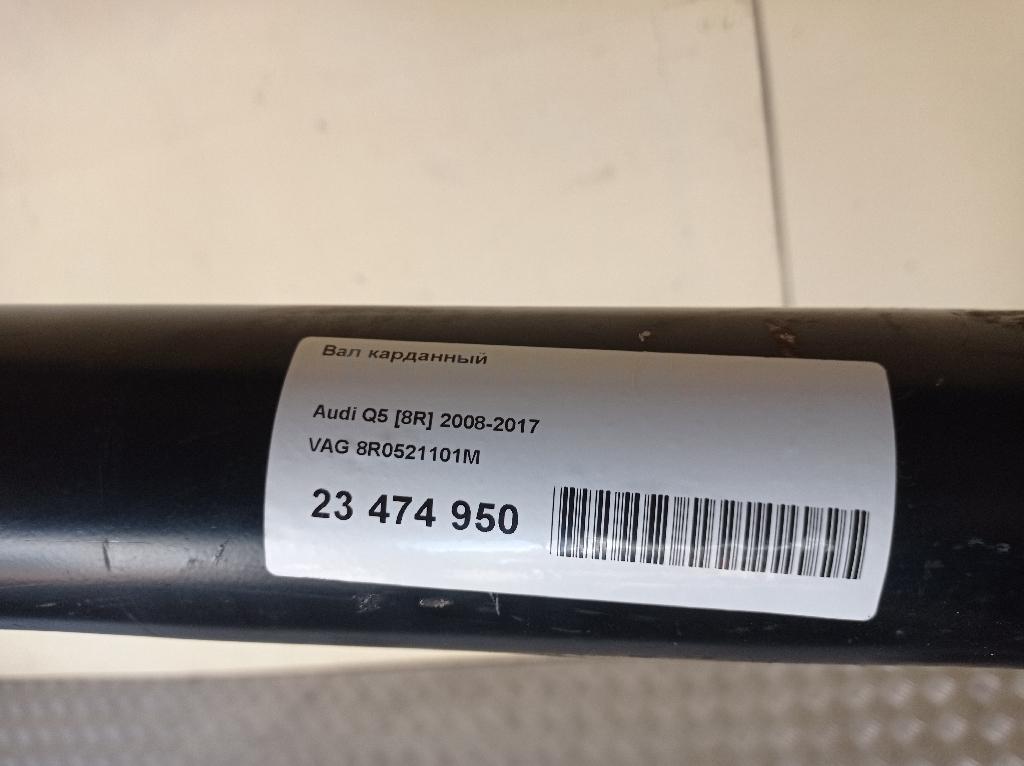 Вал карданный
Audi Q5 [8R] 2008-2017
VAG 8R0521101M
23 474 950